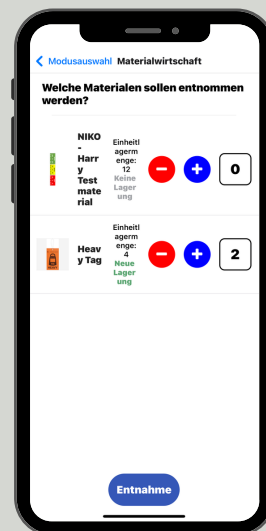 Modusauswahl Materialwirtschaft
Welche Materialen sollen entnommen
werden?
NIKO
-
Harr
y
Test
mate
rial
Einheitl
agerm
enge:
12
Keine
Lager
ung
0
Heav
y Tag
Einheitl
agerm
enge:
4
Neue
Lager
ung
2
Entnahme